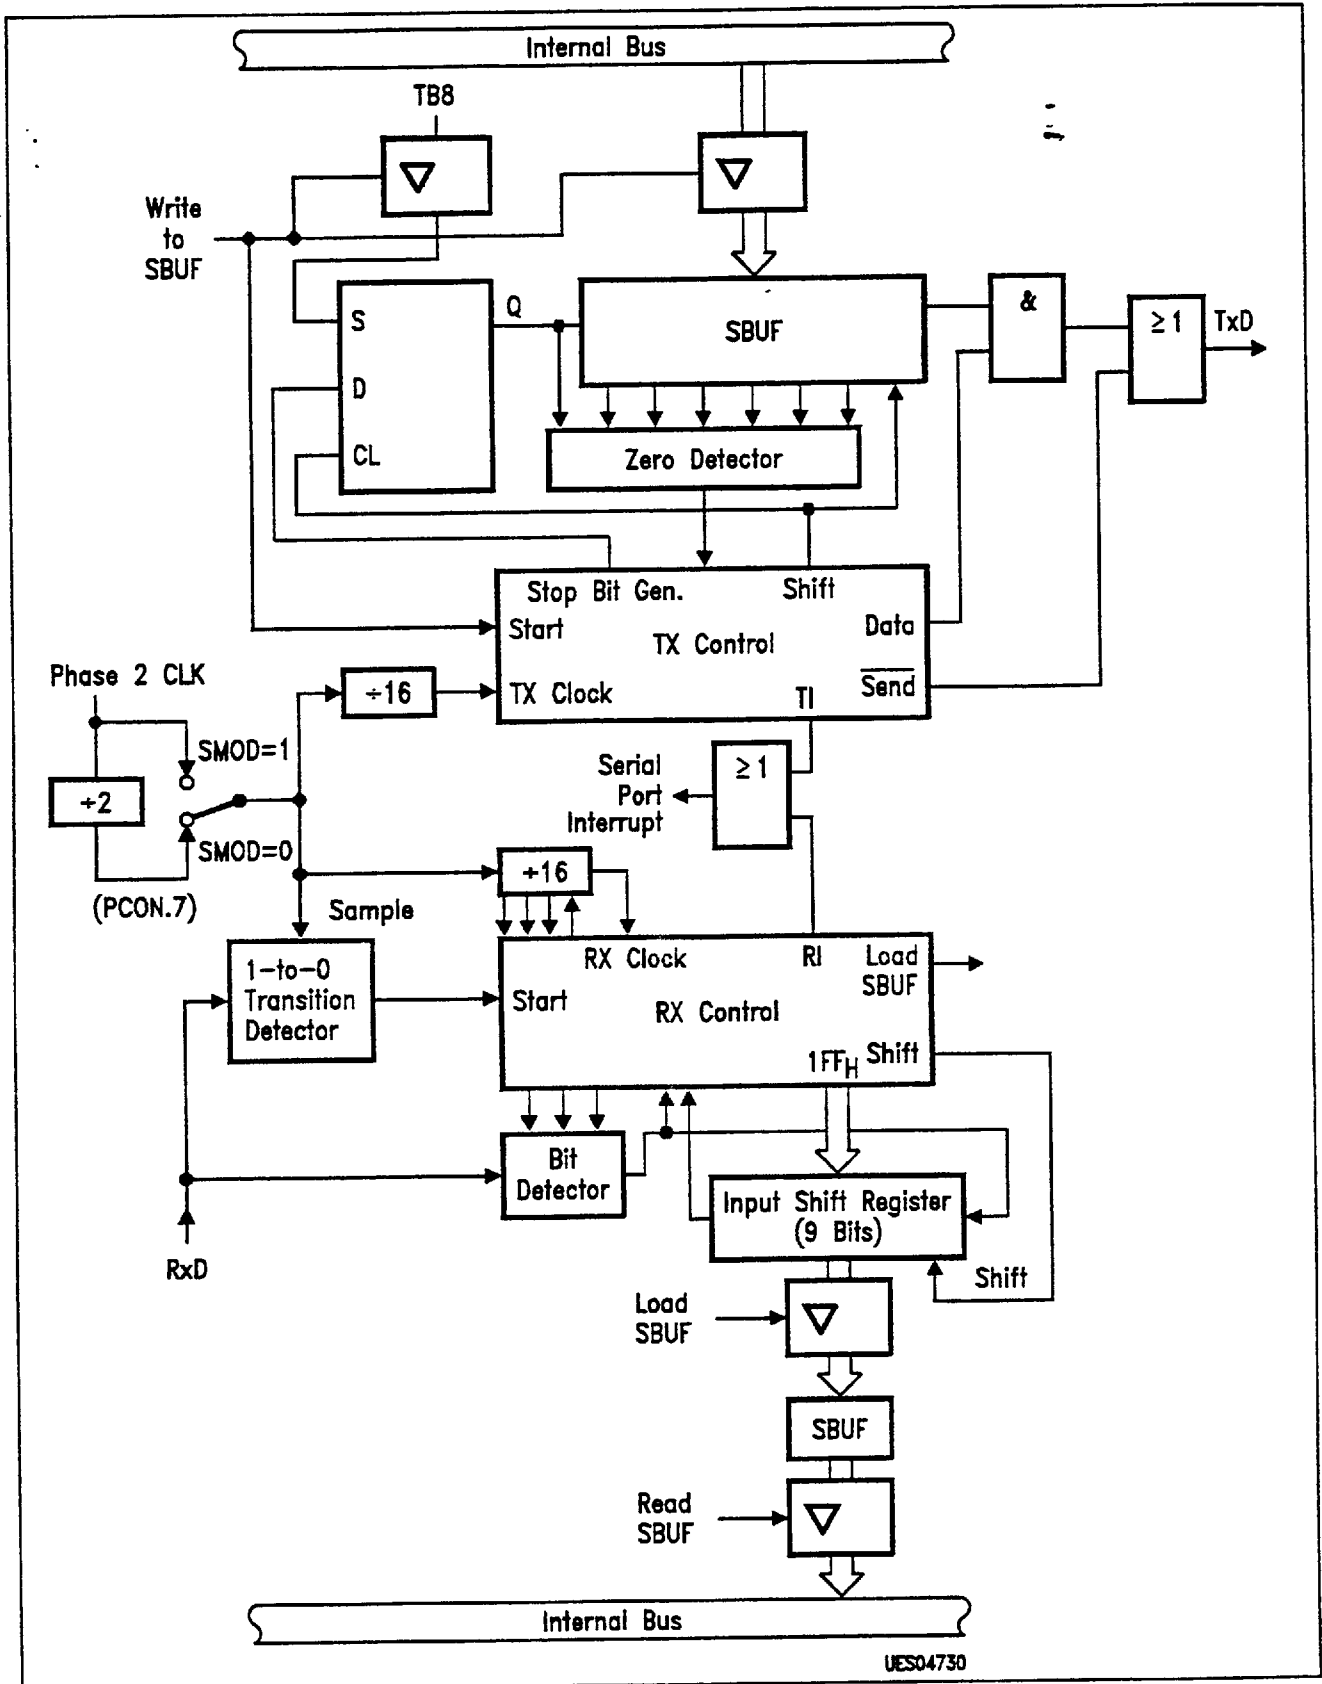 Internal Bus
TB8
Write
to
SBUF
S
Q
D
CL
SBUF
&
≥1
TxD
Zero Detector
Stop Bit Gen.
Shift
Start
TX Control
Data
TX Clock
TI
Send
Phase 2 CLK
÷16
SMOD=1
÷2
SMOD=0
(PCON.7)
Serial
Port
Interrupt
≥1
÷16
Sample
1-to-0
Transition
Detector
RX Clock
RI
Load
SBUF
Start
RX Control
1FFH
Shift
Bit
Detector
Input Shift Register
(9 Bits)
RxD
Shift
Load
SBUF
SBUF
Read
SBUF
Internal Bus
UES04730